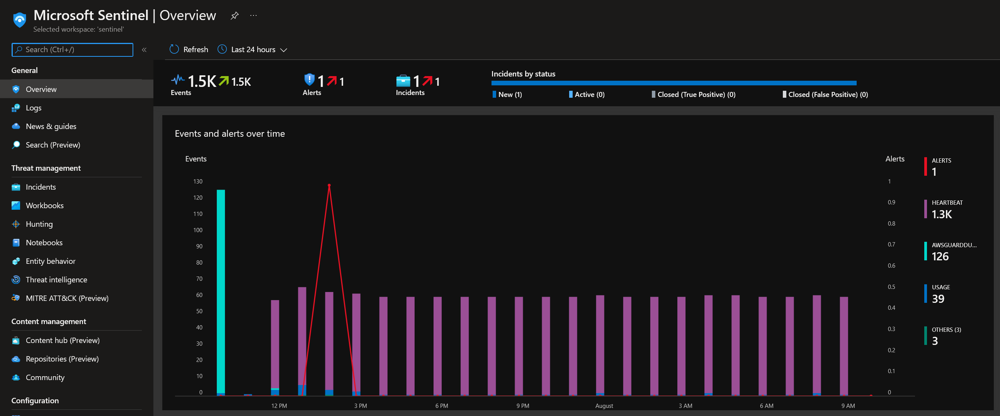 Microsoft Sentinel | Overview
Selected workspace: 'sentinel'
Search (Ctrl+/)
General
Overview
Logs
News & guides
Search (Preview)
Threat management
Incidents
Workbooks
Hunting
Notebooks
Entity behavior
Threat intelligence
MITRE ATT&CK (Preview)
Content management
Content hub (Preview)
Repositories (Preview)
Community
Configuration
Refresh
Last 24 hours
1.5K 1.5K
Events
1 1
Alerts
1 1
Incidents
Incidents by status
New (1)
Active (0)
Closed (True Positive) (0)
Closed (False Positive) (0)
Events and alerts over time
Events
130
120
110
100
90
80
70
60
50
40
30
20
10
0
12 PM
3 PM
6 PM
9 PM
August
3 AM
6 AM
9 AM
Alerts
1
0.9
0.8
0.7
0.6
0.5
0.4
0.3
0.2
0.1
0
ALERTS
1
HEARTBEAT
1.3K
AWSGUARDDU...
126
USAGE
39
OTHERS (3)
3